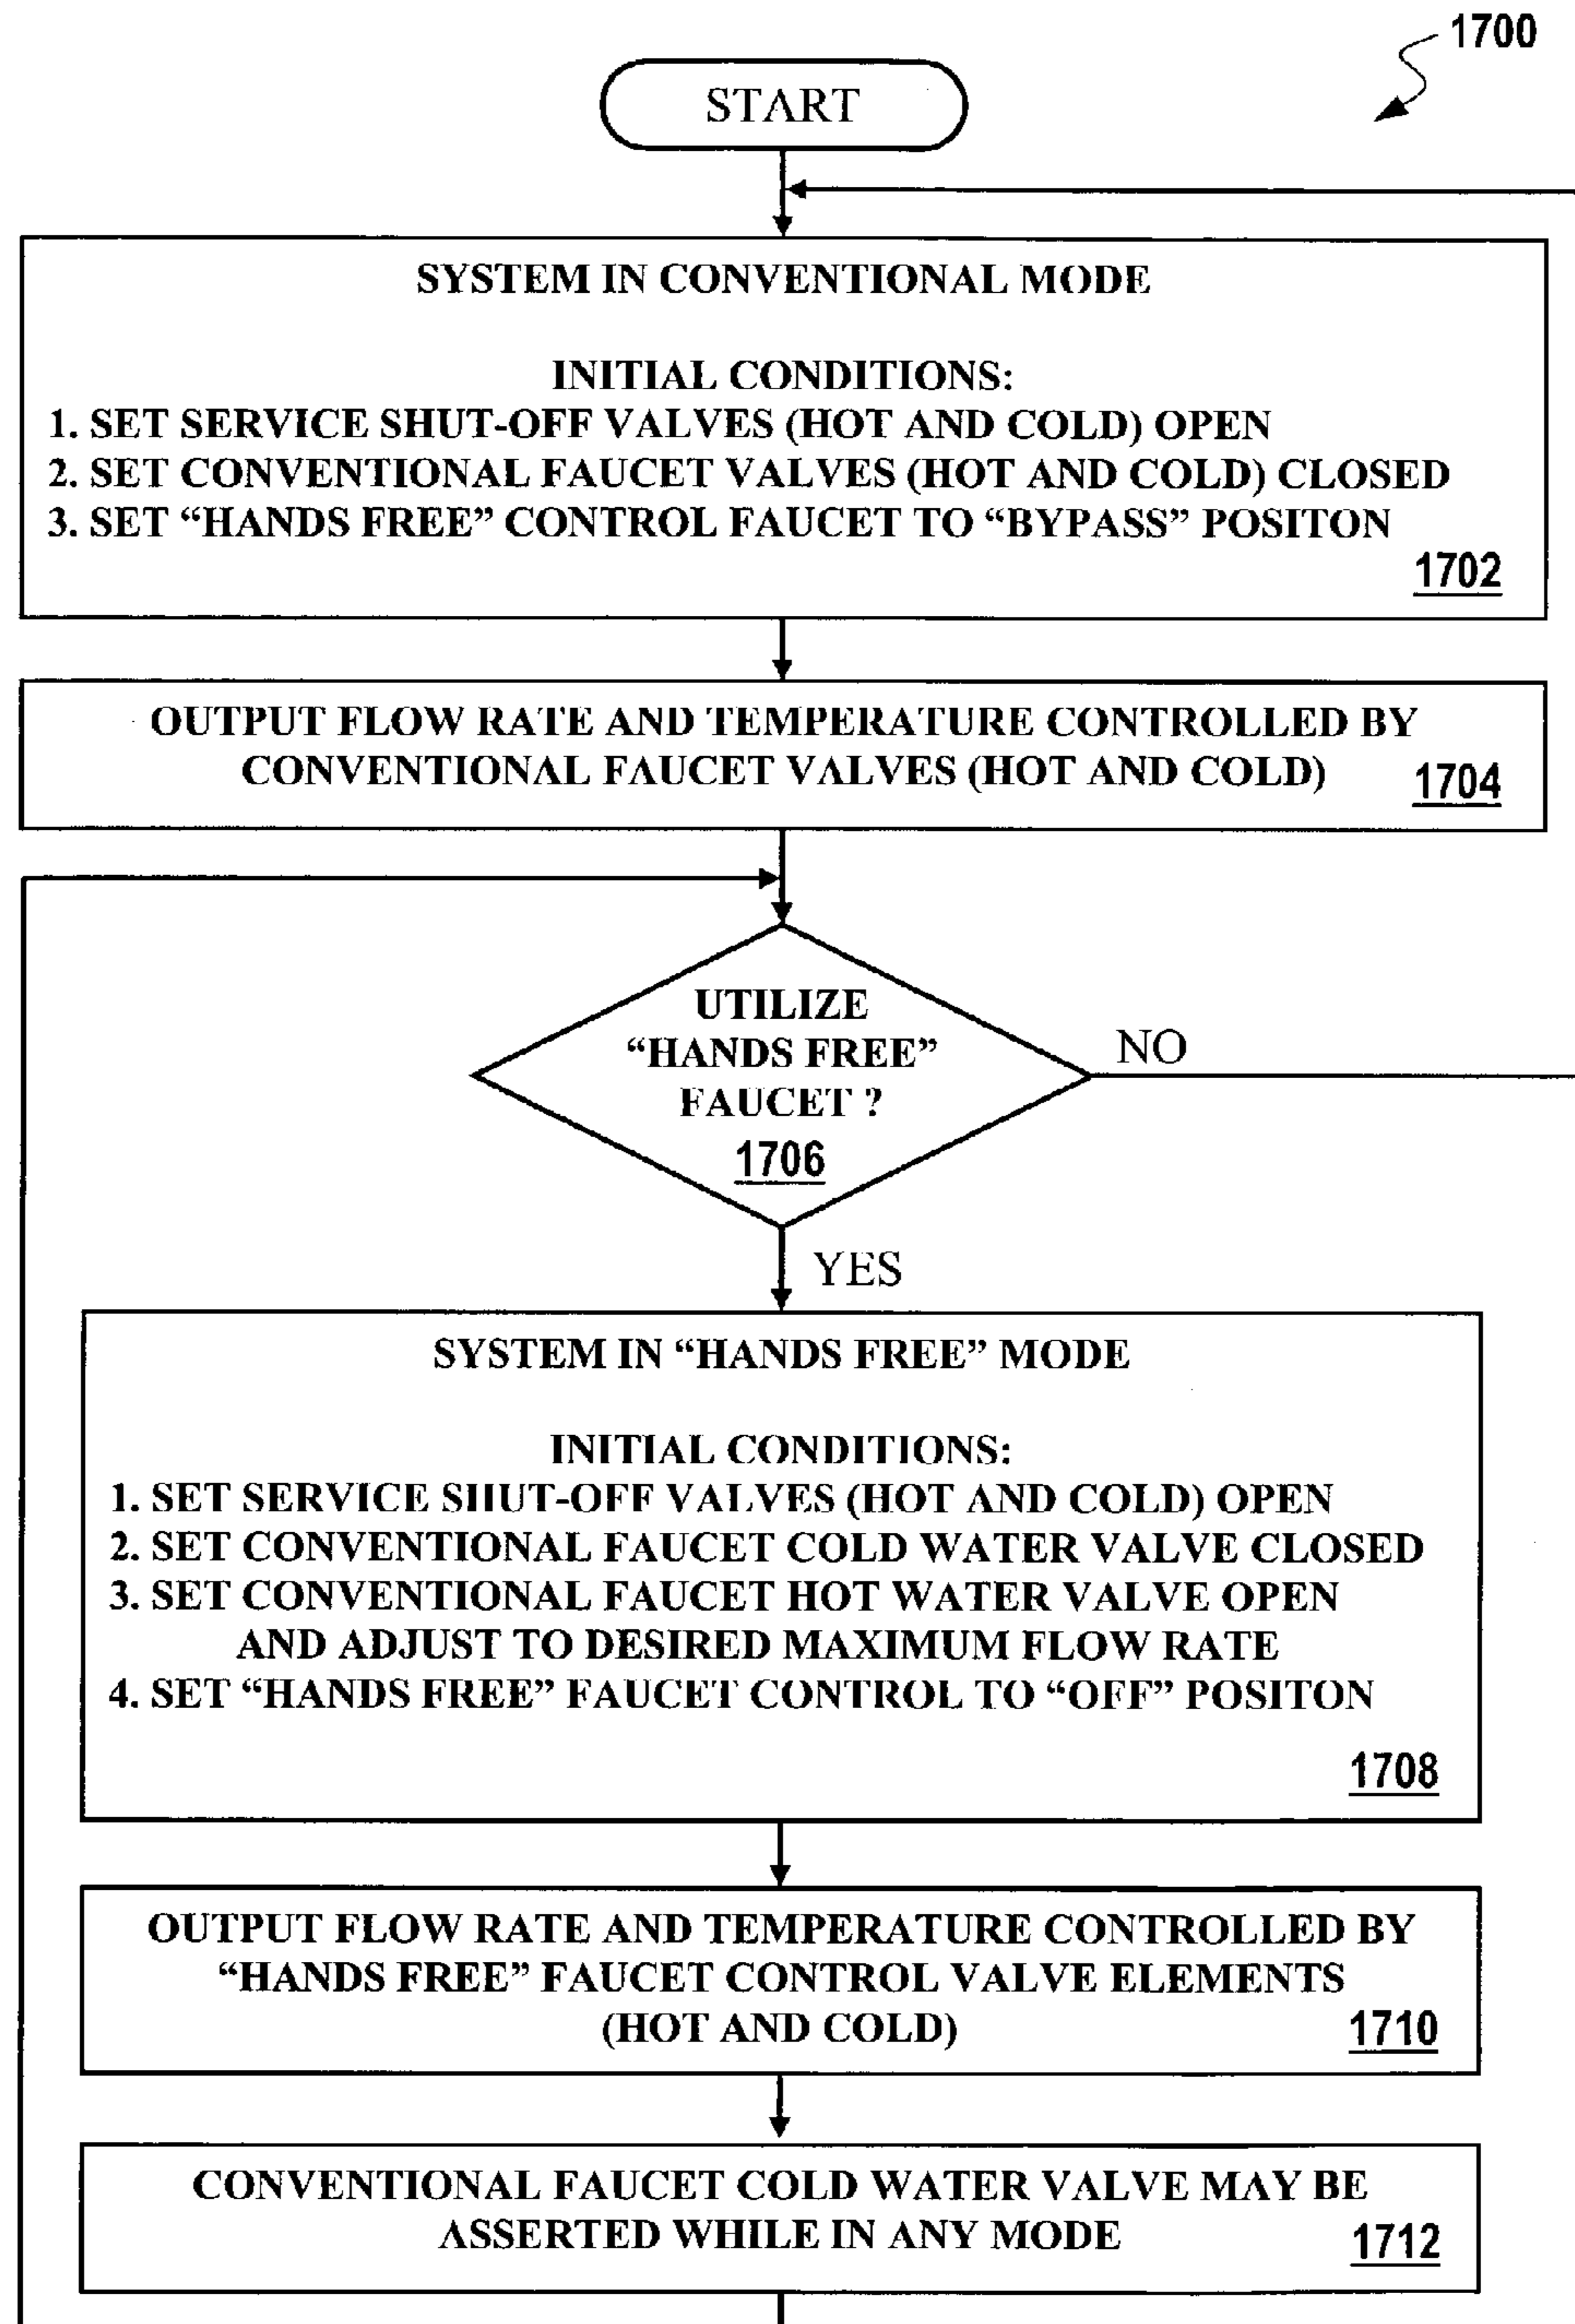 1700
START
SYSTEM IN CONVENTIONAL MODE
INITIAL CONDITIONS:
1. SET SERVICE SHUT-OFF VALVES (HOT AND COLD) OPEN
2. SET CONVENTIONAL FAUCET VALVES (HOT AND COLD) CLOSED
3. SET “HANDS FREE” CONTROL FAUCET TO “BYPASS” POSITON
1702
OUTPUT FLOW RATE AND TEMPERATURE CONTROLLED BY
CONVENTIONAL FAUCET VALVES (HOT AND COLD)
1704
UTILIZE
“HANDS FREE”
FAUCET ?
1706
NO
YES
SYSTEM IN “HANDS FREE” MODE
INITIAL CONDITIONS:
1. SET SERVICE SHUT-OFF VALVES (HOT AND COLD) OPEN
2. SET CONVENTIONAL FAUCET COLD WATER VALVE CLOSED
3. SET CONVENTIONAL FAUCET HOT WATER VALVE OPEN
AND ADJUST TO DESIRED MAXIMUM FLOW RATE
4. SET “HANDS FREE” FAUCET CONTROL TO “OFF” POSITON
1708
OUTPUT FLOW RATE AND TEMPERATURE CONTROLLED BY
“HANDS FREE” FAUCET CONTROL VALVE ELEMENTS
(HOT AND COLD)
1710
CONVENTIONAL FAUCET COLD WATER VALVE MAY BE
ASSERTED WHILE IN ANY MODE
1712